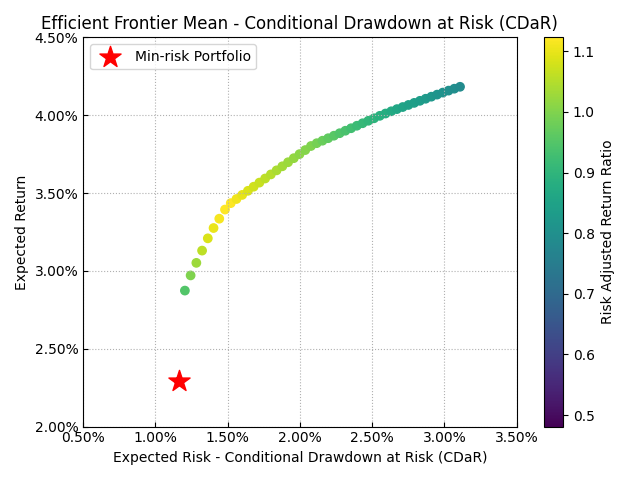 Efficient Frontier Mean - Conditional Drawdown at Risk (CDaR)
Min-risk Portfolio
4.50%
4.00%
3.50%
3.00%
2.50%
2.00%
Expected Return
0.50% 1.00% 1.50% 2.00% 2.50% 3.00% 3.50%
Expected Risk - Conditional Drawdown at Risk (CDaR)
1.1
1.0
0.9
0.8
0.7
0.6
0.5
Risk Adjusted Return Ratio